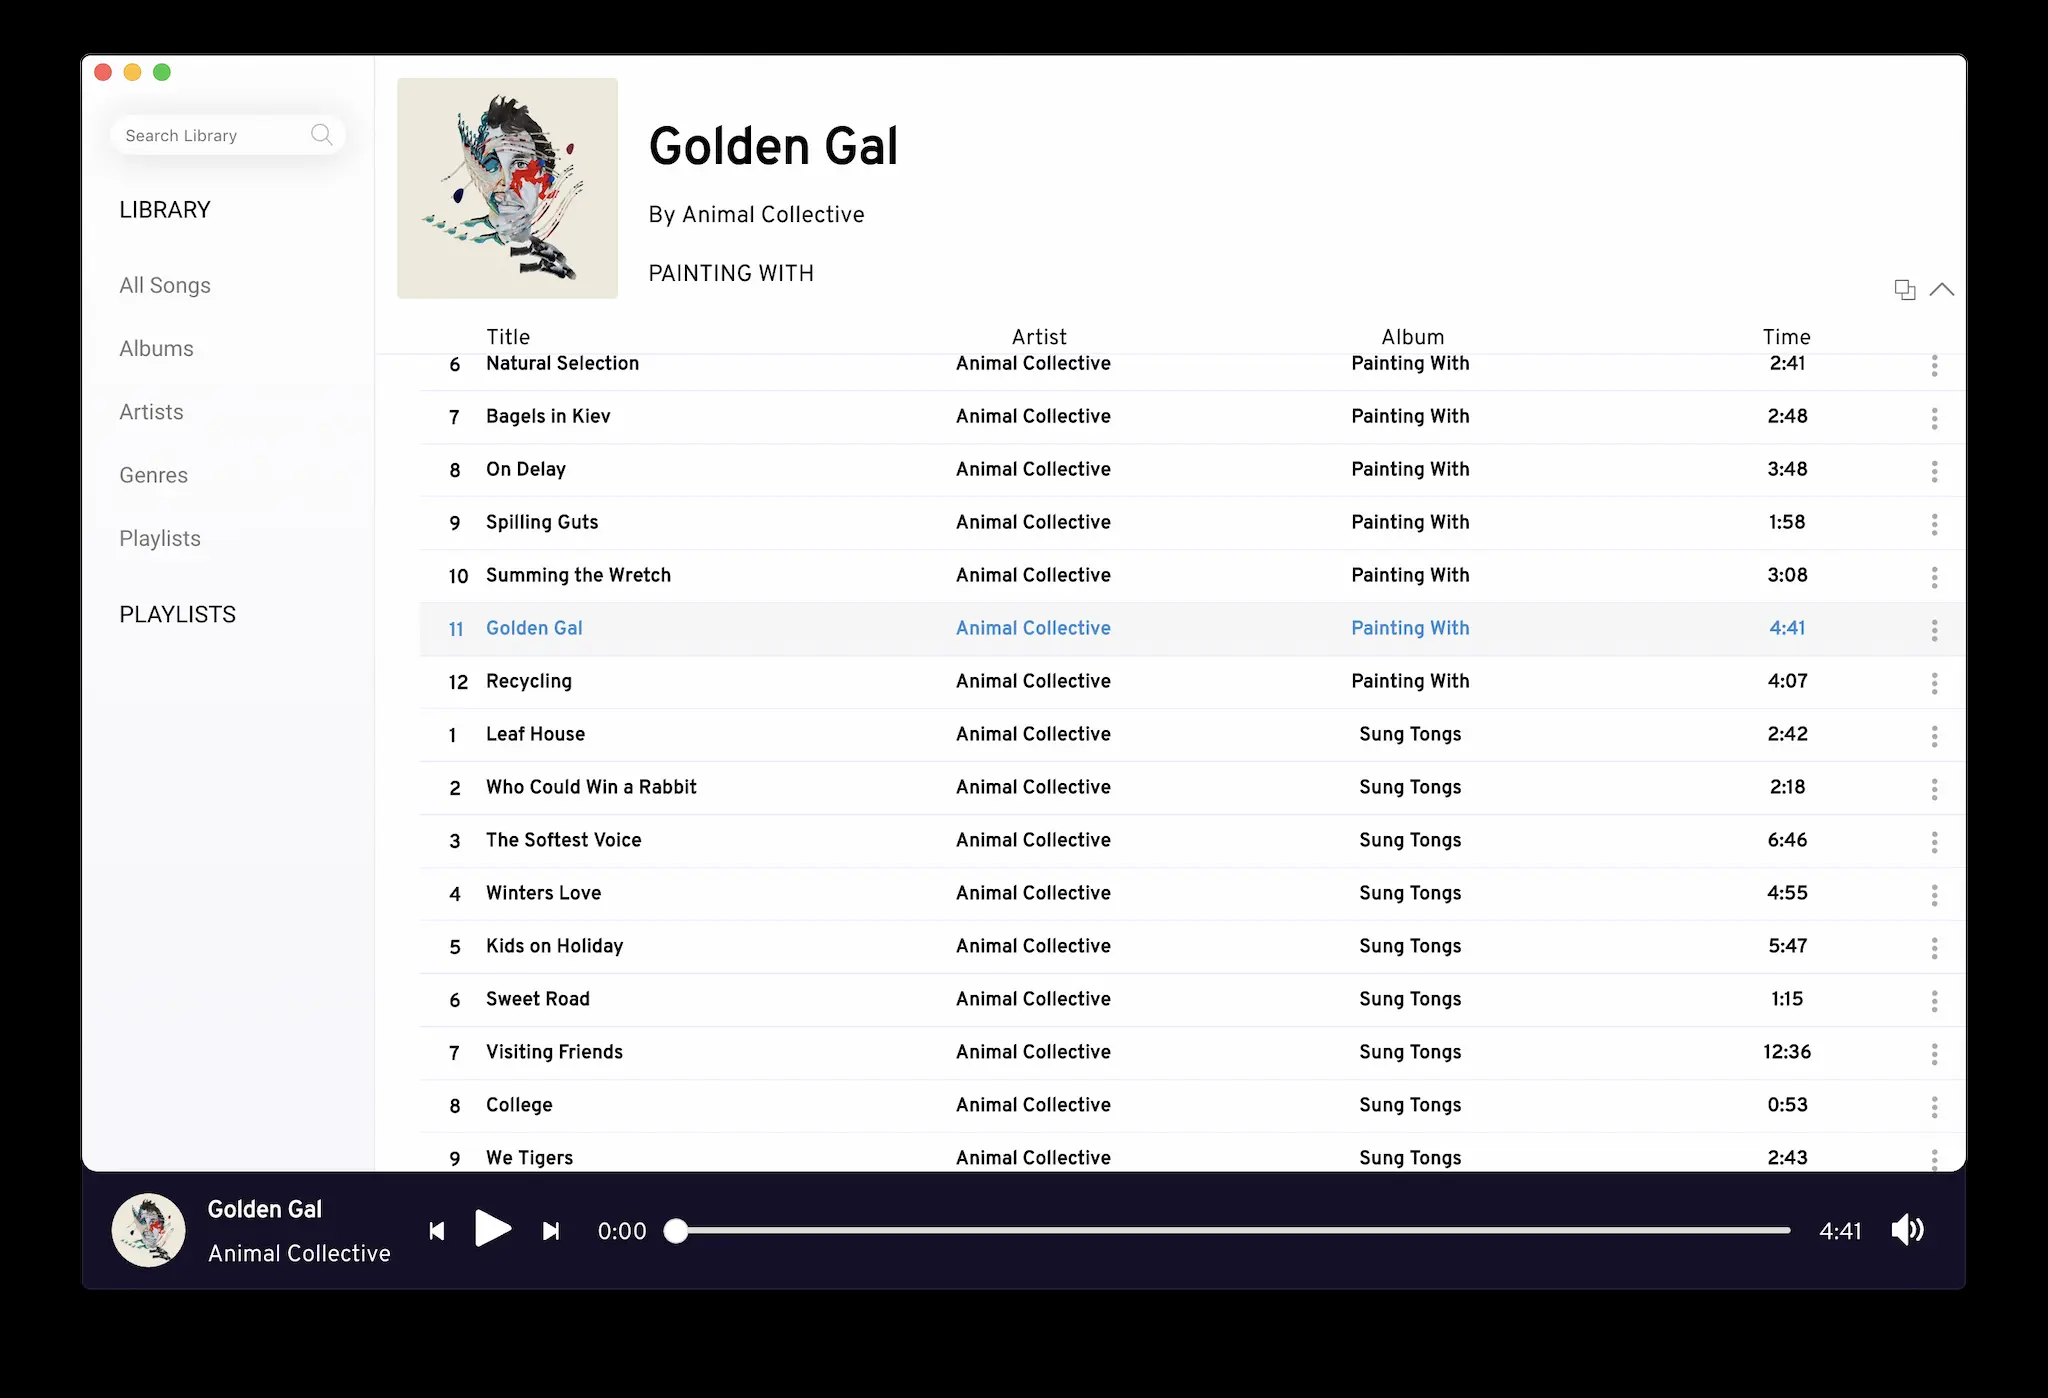 Search Library
LIBRARY
All Songs
Albums
Artists
Genres
Playlists
PLAYLISTS
Golden Gal
By Animal Collective
PAINTING WITH
Title Artist Album Time
6 Natural Selection Animal Collective Painting With 2:41
7 Bagels in Kiev Animal Collective Painting With 2:48
8 On Delay Animal Collective Painting With 3:48
9 Spilling Guts Animal Collective Painting With 1:58
10 Summing the Wretch Animal Collective Painting With 3:08
11 Golden Gal Animal Collective Painting With 4:41
12 Recycling Animal Collective Painting With 4:07
1 Leaf House Animal Collective Sung Tongs 2:42
2 Who Could Win a Rabbit Animal Collective Sung Tongs 2:18
3 The Softest Voice Animal Collective Sung Tongs 6:46
4 Winters Love Animal Collective Sung Tongs 4:55
5 Kids on Holiday Animal Collective Sung Tongs 5:47
6 Sweet Road Animal Collective Sung Tongs 1:15
7 Visiting Friends Animal Collective Sung Tongs 12:36
8 College Animal Collective Sung Tongs 0:53
9 We Tigers Animal Collective Sung Tongs 2:43
Golden Gal
Animal Collective
0:00 4:41